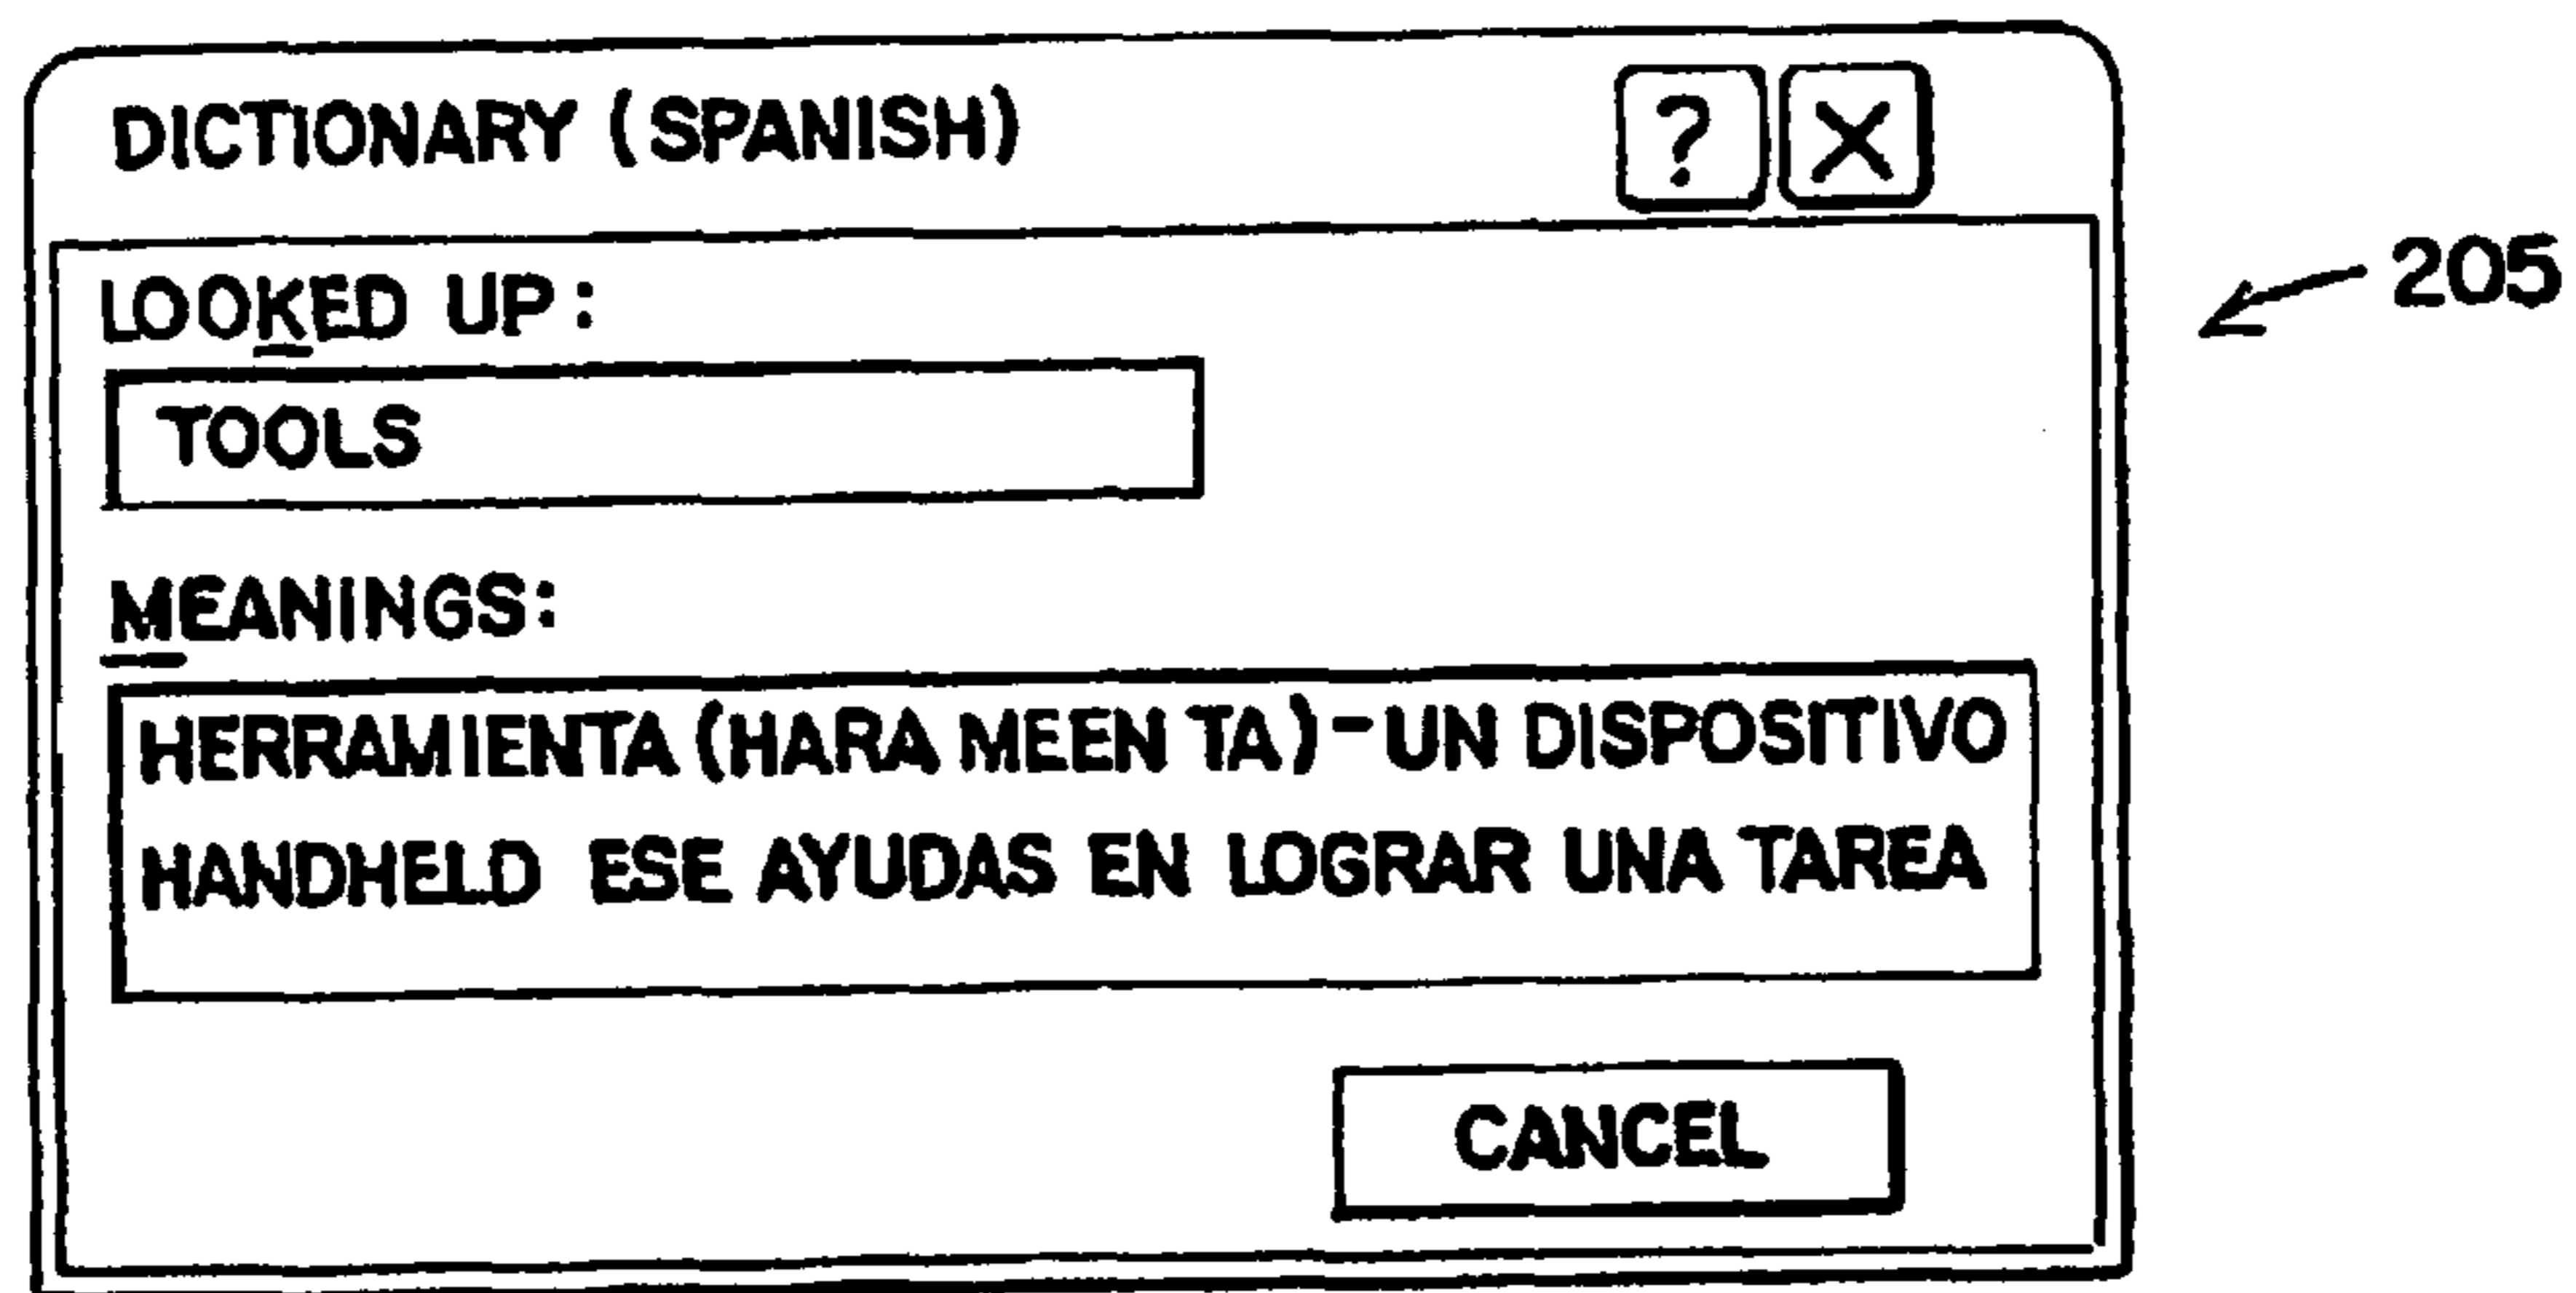 DICTIONARY (SPANISH) ? X
LOOKED UP:
205
TOOLS
MEANINGS:
HERRAMIENTA (HARA MEEN TA) - UN DISPOSITIVO
HANDHELD ESE AYUDAS EN LOGRAR UNA TAREA
CANCEL